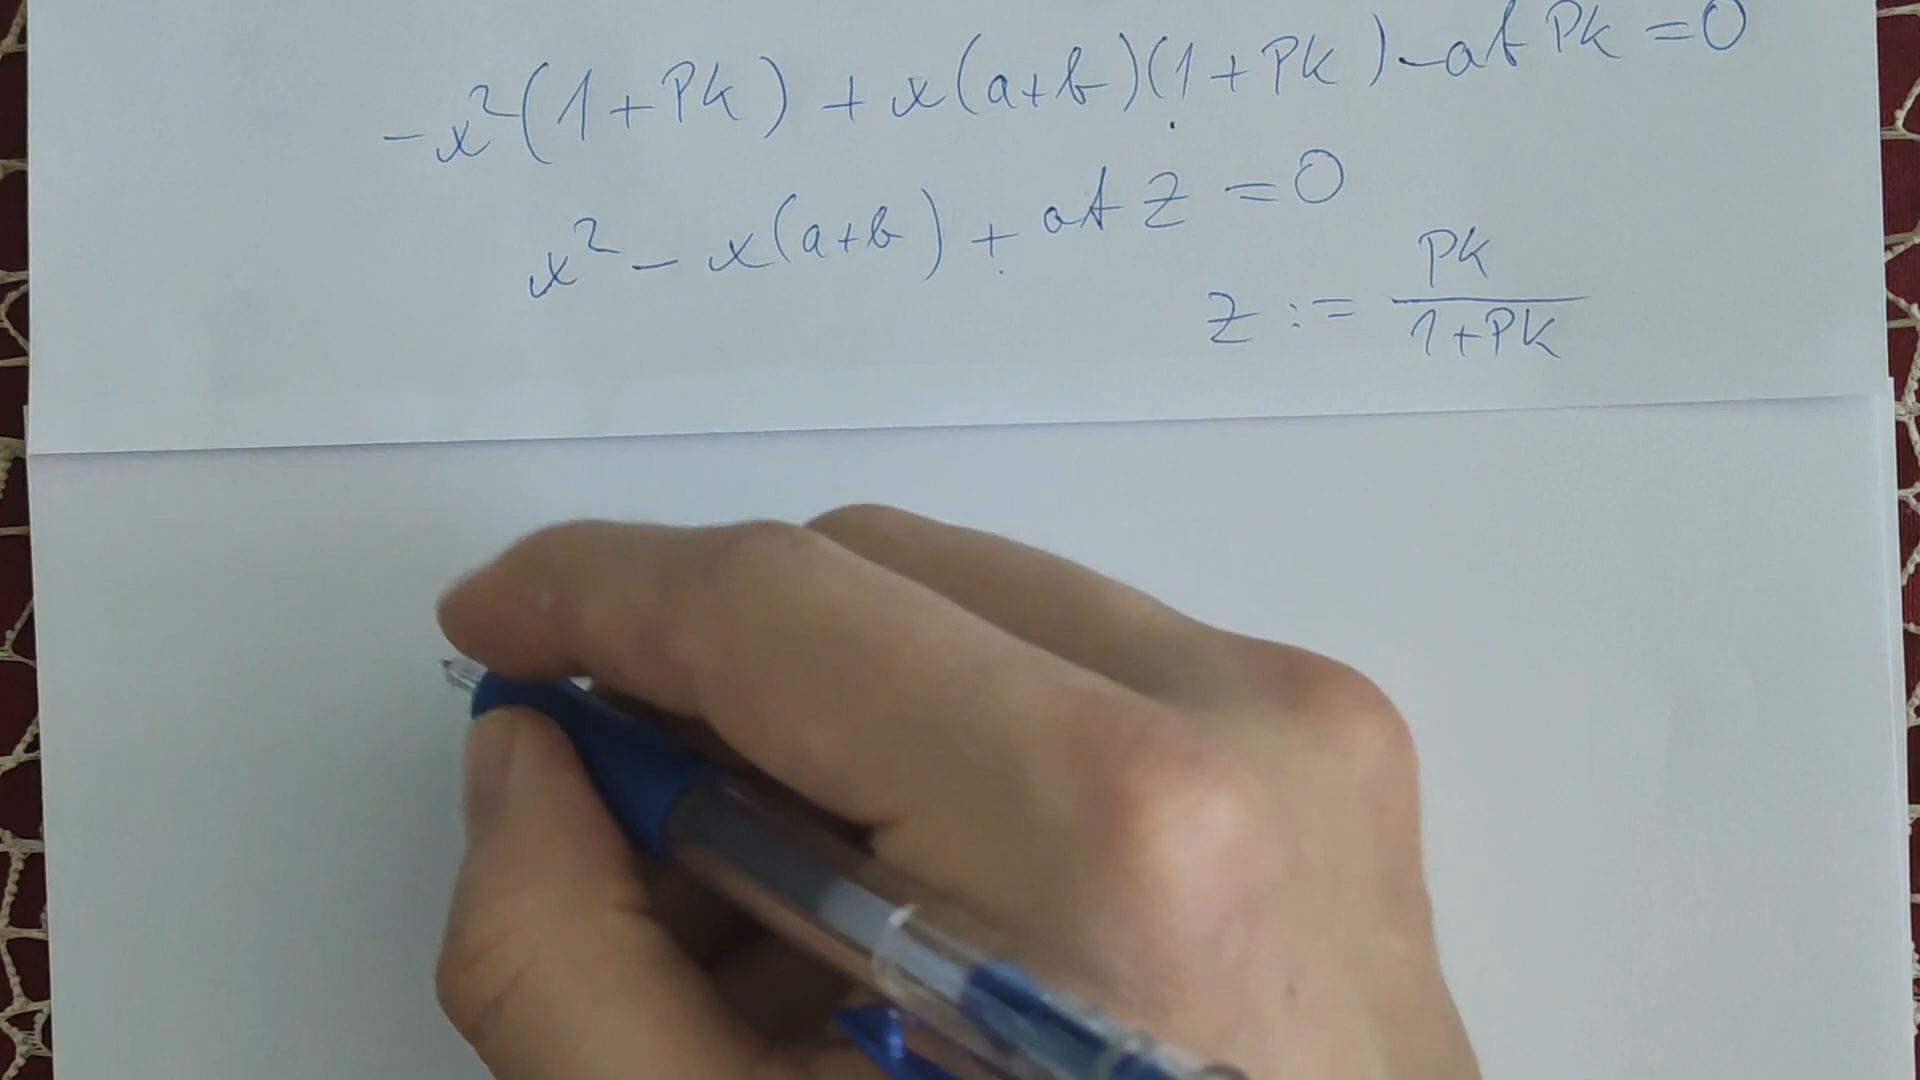 -x²(1+PK) + x(a+b)(1+PK) - ab PK = 0
x² - x(a+b) + ab z = 0
z := PK / 1+PK